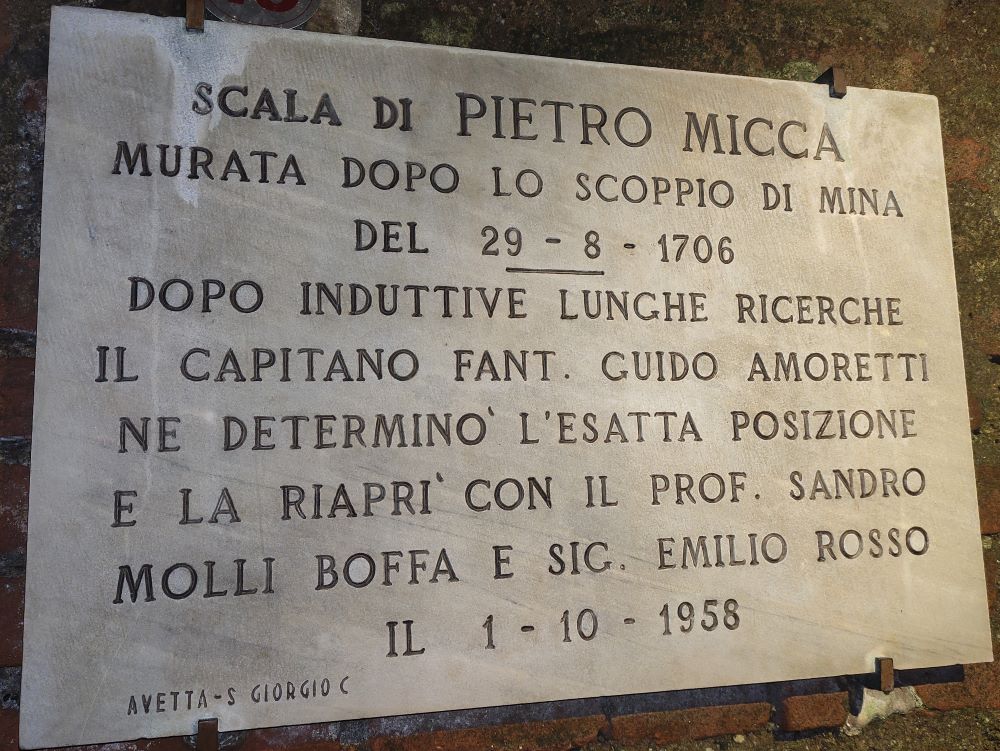 SCALA DI PIETRO MICCA
MURATA DOPO LO SCOPPIO DI MINA
DEL 29 - 8 - 1706
DOPO INDUTTIVE LUNGHE RICERCHE
IL CAPITANO FANT. GUIDO AMORETTI
NE DETERMINO' L'ESATTA POSIZIONE
E LA RIAPRI' CON IL PROF. SANDRO
MOLLI BOFFA E SIG. EMILIO ROSSO
IL 1 - 10 - 1958
AVETTA-S GIORGIO C